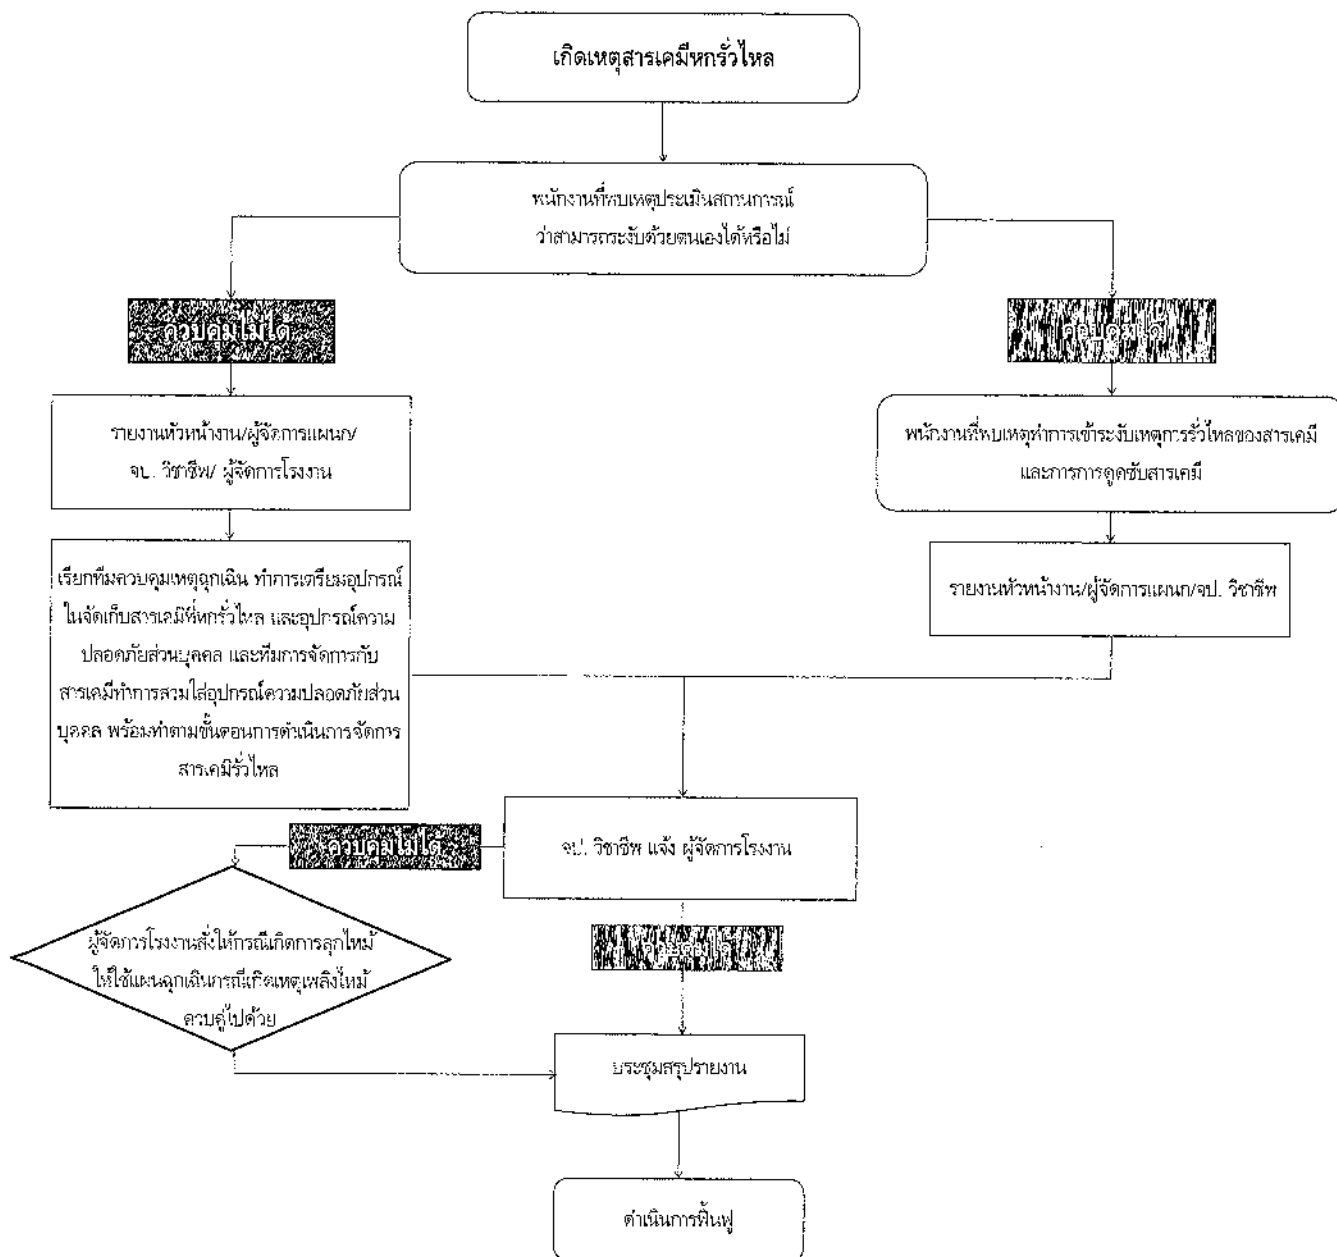 เกิดเหตุสารเคมีหกรั่วไหล
พนักงานที่พบเหตุประเมินสถานการณ์
ว่าสามารถระงับด้วยตนเองได้หรือไม่
ควบคุมไม่ได้
ควบคุมได้
รายงานหัวหน้างาน/ผู้จัดการแผนก/
จป. วิชาชีพ/ ผู้จัดการโรงงาน
พนักงานที่พบเหตุทำการเข้าระงับเหตุการรั่วไหลของสารเคมี
และการการดูดซับสารเคมี
เรียกทีมควบคุมเหตุฉุกเฉิน ทำการเตรียมอุปกรณ์
ในจัดเก็บสารเคมีที่หกรั่วไหล และอุปกรณ์ความ
ปลอดภัยส่วนบุคคล และทีมการจัดการกับ
สารเคมีทำการสวมใส่อุปกรณ์ความปลอดภัยส่วน
บุคคล พร้อมทำตามขั้นตอนการดำเนินการจัดการ
สารเคมีรั่วไหล
รายงานหัวหน้างาน/ผู้จัดการแผนก/จป. วิชาชีพ
ควบคุมไม่ได้
จป. วิชาชีพ แจ้ง ผู้จัดการโรงงาน
ควบคุมได้
ผู้จัดการโรงงานสั่งให้กรณีเกิดการลุกไหม้
ให้ใช้แผนฉุกเฉินกรณีเกิดเหตุเพลิงไหม้
ควบคู่ไปด้วย
ประชุมสรุปรายงาน
ดำเนินการฟื้นฟู